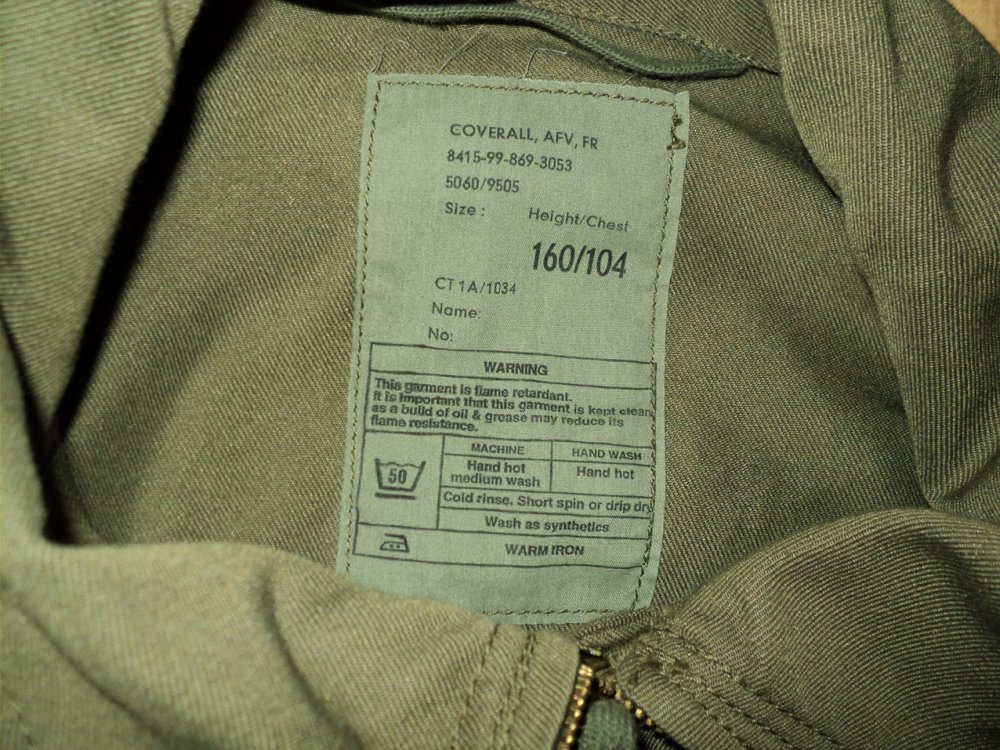 COVERALL, AFV, FR
8415-99-869-3053
5060/9505
Size : Height/Chest
160/104
CT 1A/1034
Name:
No:
WARNING
This garment is flame retardant.
It is important that this garment is kept clean
as a build of oil & grease may reduce its
flame resistance.
50
MACHINE HAND WASH
Hand hot
medium wash
Hand hot
Cold rinse. Short spin or drip dry
Wash as synthetics
WARM IRON